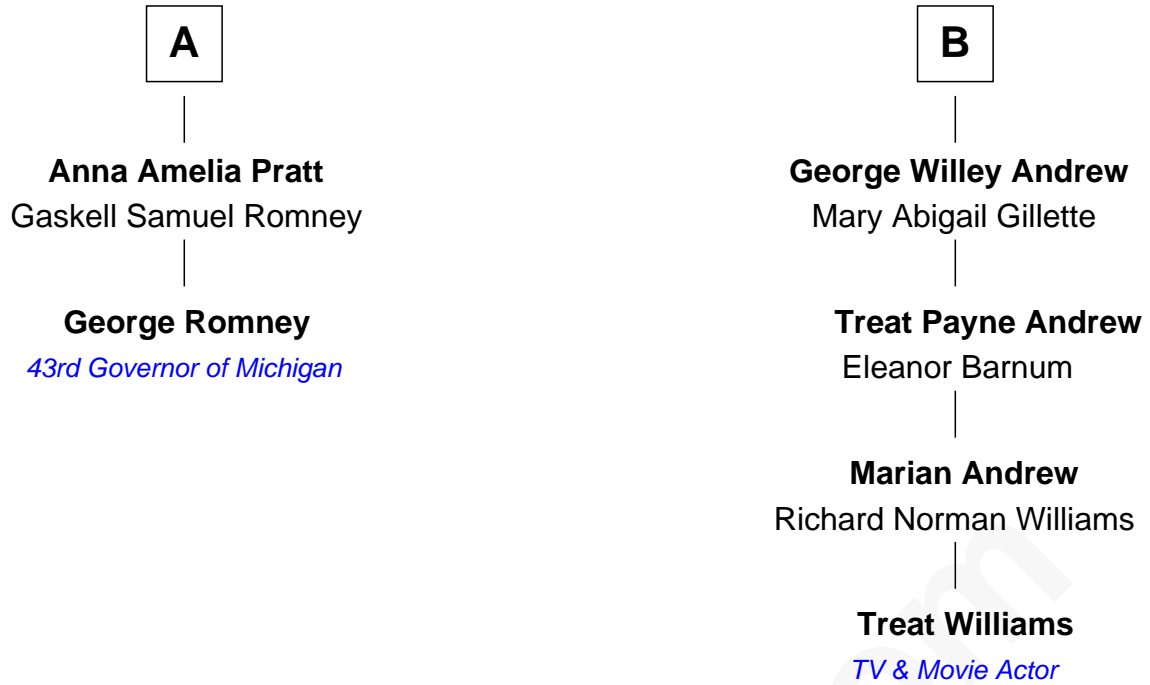 A
Anna Amelia Pratt
Gaskell Samuel Romney
George Romney
43rd Governor of Michigan
B
George Willey Andrew
Mary Abigail Gillette
Treat Payne Andrew
Eleanor Barnum
Marian Andrew
Richard Norman Williams
Treat Williams
TV & Movie Actor